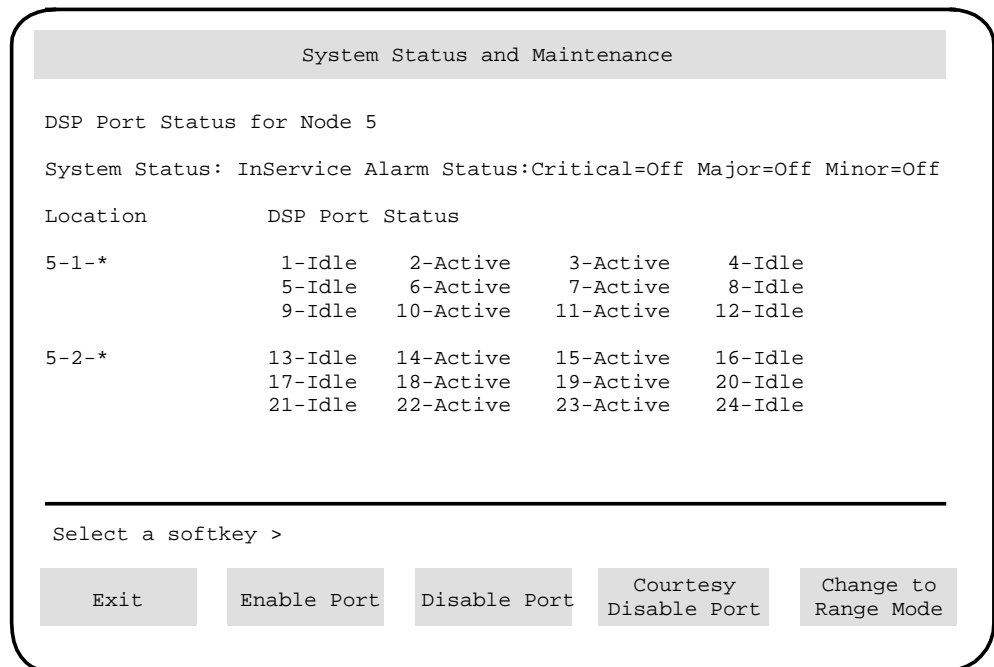 System Status and Maintenance
DSP Port Status for Node 5
System Status: InService Alarm Status:Critical=Off Major=Off Minor=Off
Location DSP Port Status
5-1-* 1-Idle 2-Active 3-Active 4-Idle
5-Idle 6-Active 7-Active 8-Idle
9-Idle 10-Active 11-Active 12-Idle
5-2-* 13-Idle 14-Active 15-Active 16-Idle
17-Idle 18-Active 19-Active 20-Idle
21-Idle 22-Active 23-Active 24-Idle
Select a softkey >
Exit
Enable Port
Disable Port
Courtesy
Disable Port
Change to
Range Mode